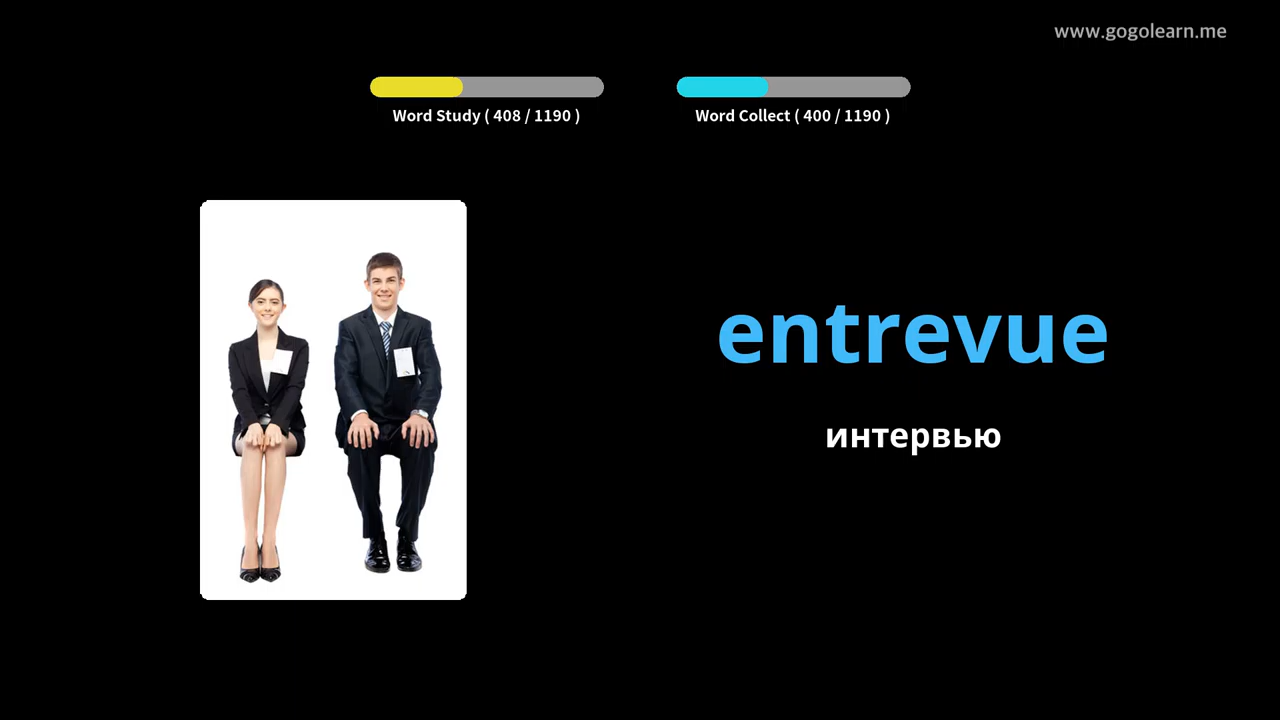 www.gogolearn.me
Word Study ( 408 / 1190 )
Word Collect ( 400 / 1190 )
entrevue
интервью